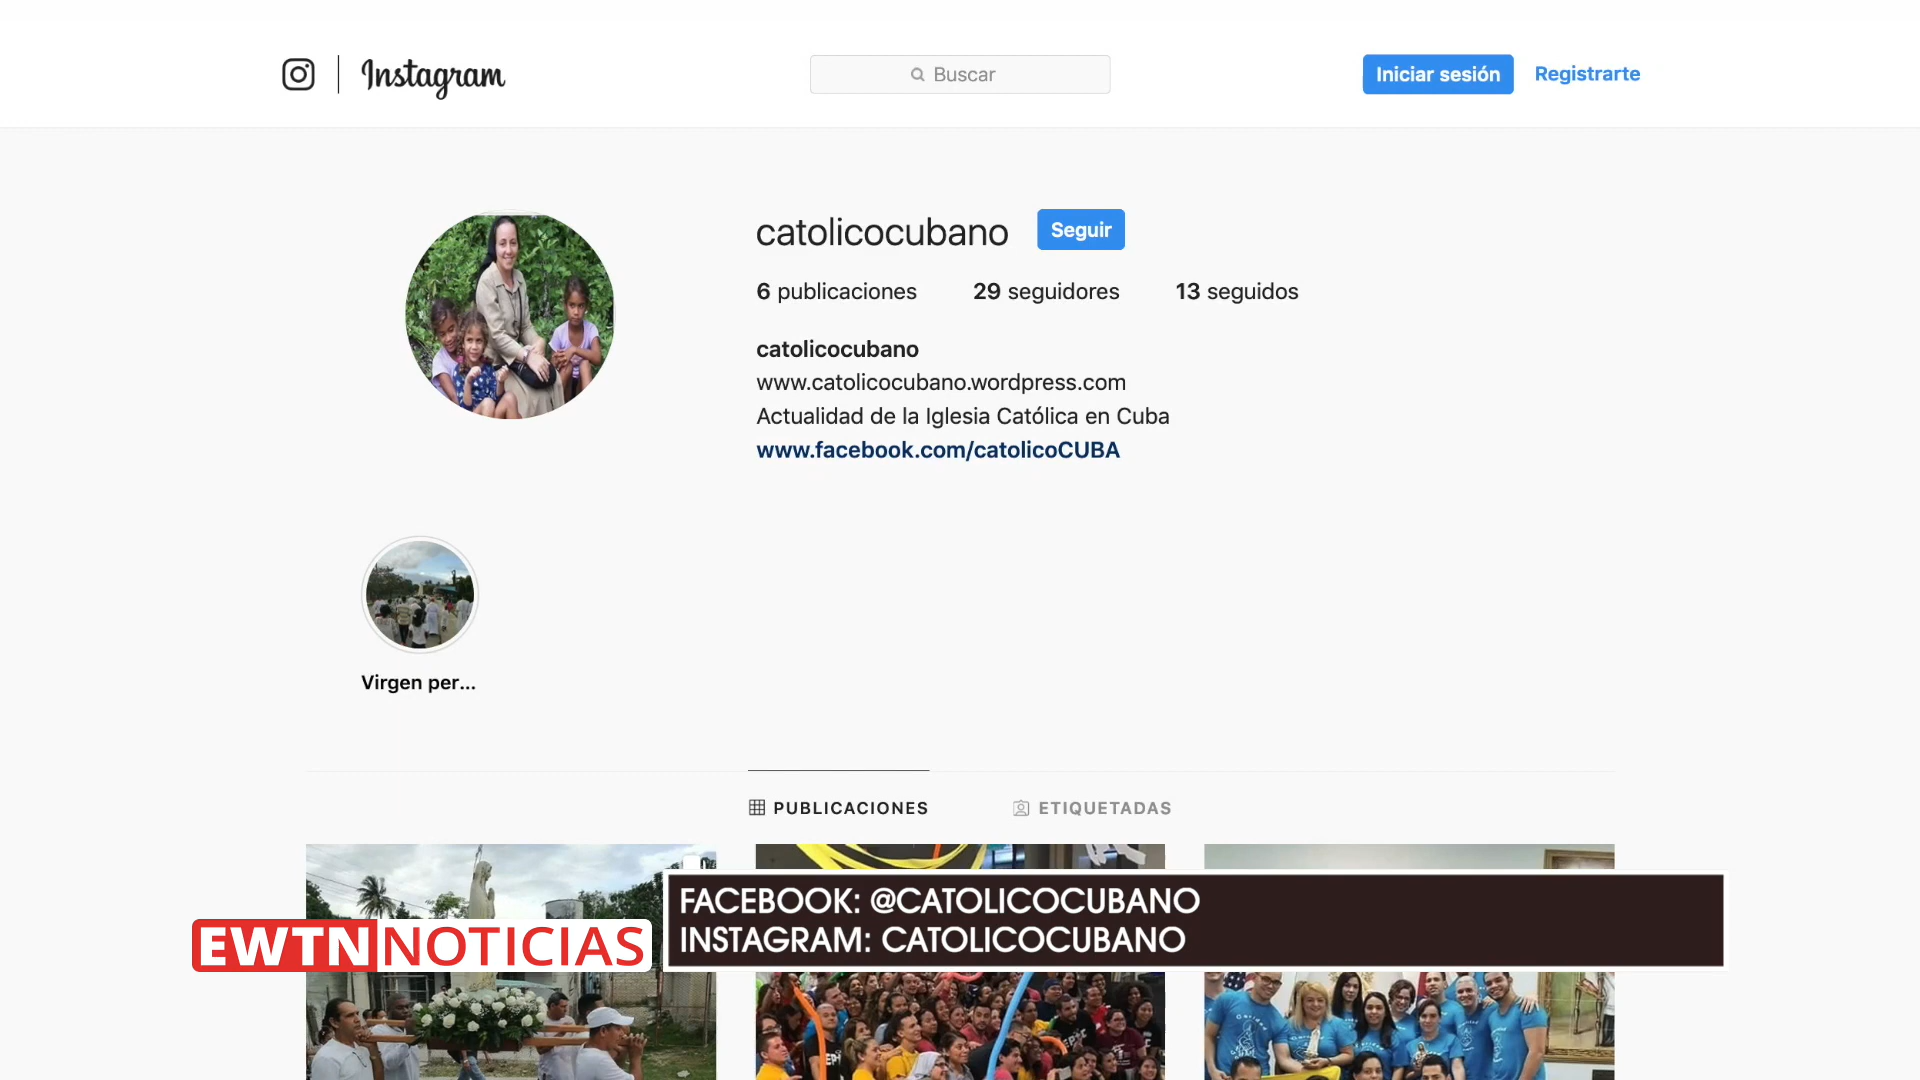 Instagram
Buscar
Iniciar sesión
Registrarte
catolicocubano
Seguir
6 publicaciones
29 seguidores
13 seguidos
catolicocubano
www.catolicocubano.wordpress.com
Actualidad de la Iglesia Católica en Cuba
www.facebook.com/catolicoCUBA
Virgen per...
PUBLICACIONES
ETIQUETADAS
FACEBOOK: @CATOLICOCUBANO
INSTAGRAM: CATOLICOCUBANO
EWTN NOTICIAS